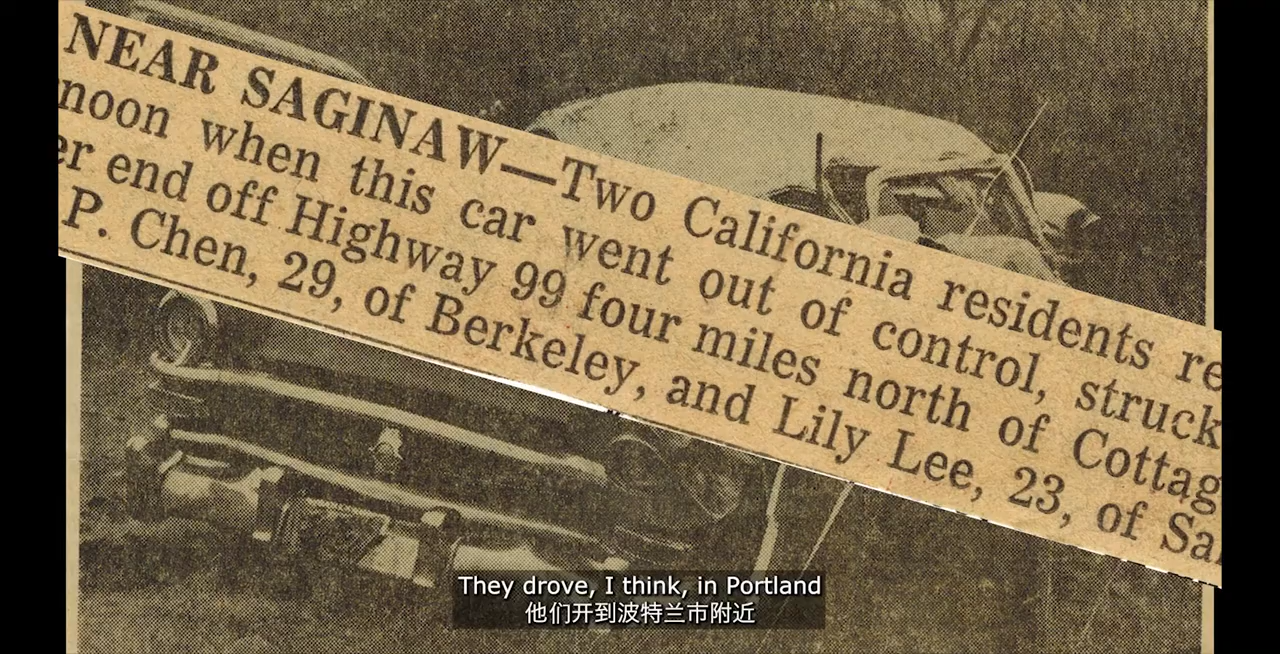 NEAR SAGINAW—Two California residents re
noon when this car went out of control, struck
er end off Highway 99 four miles north of Cottag
P. Chen, 29, of Berkeley, and Lily Lee, 23, of Sa
They drove, I think, in Portland
他们开到波特兰市附近